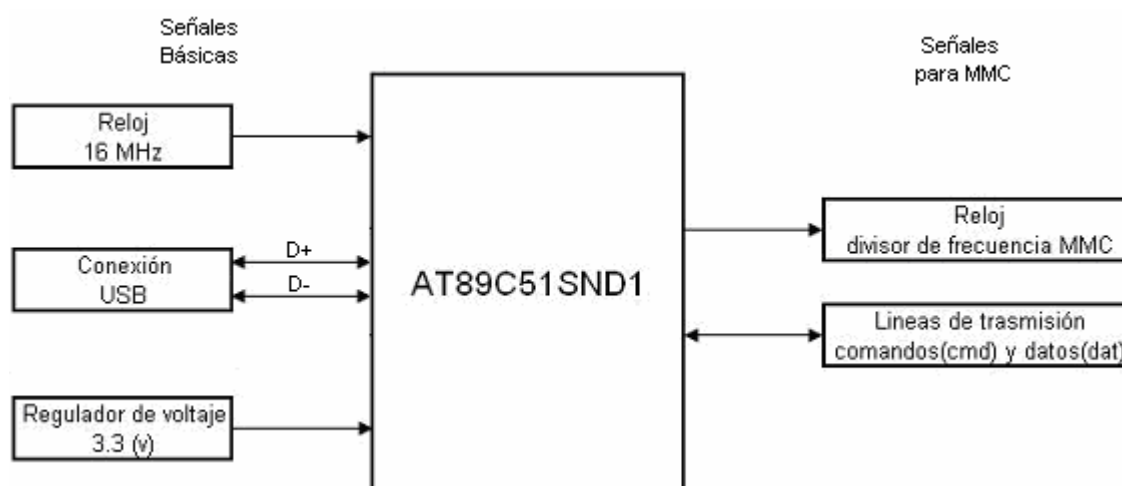 Señales
Básicas
Señales
para MMC
Reloj
16 MHz
Reloj
divisor de frecuencia MMC
D+
Conexión
USB
D-
AT89C51SND1
Lineas de trasmisión
comandos(cmd) y datos(dat)
Regulador de voltaje
3.3 (v)